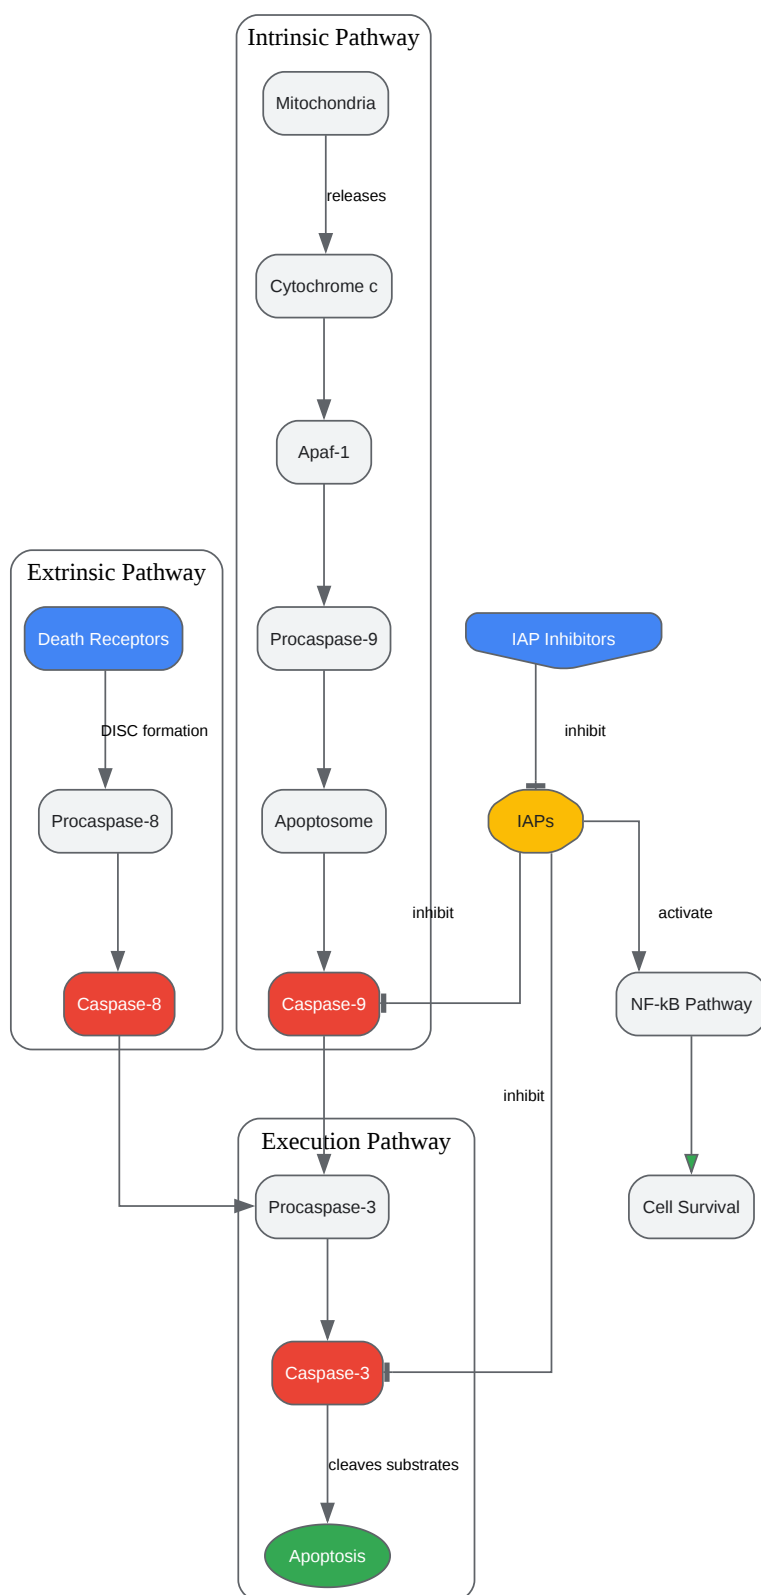 Intrinsic Pathway
Mitochondria
releases
Cytochrome c
Apaf-1
Extrinsic Pathway
Death Receptors
Procaspase-9
IAP Inhibitors
DISC formation
inhibit
Procaspase-8
Apoptosome
IAPs
inhibit
activate
Caspase-8
Caspase-9
NF-kB Pathway
inhibit
Execution Pathway
Procaspase-3
Cell Survival
Caspase-3
cleaves substrates
Apoptosis